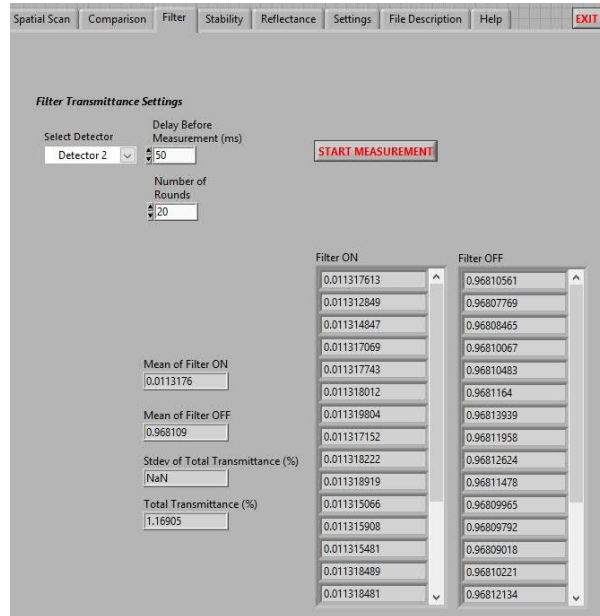 Spatial Scan Comparison Filter Stability Reflectance Settings File Description Help EXIT
Filter Transmittance Settings
Select Detector
Detector 2
Delay Before
Measurement (ms)
50
START MEASUREMENT
Number of
Rounds
20
Filter ON
0.011317613
0.011312849
0.011314847
0.011317069
0.011317743
0.011318012
0.011319804
0.011317152
0.011318222
0.011318919
0.011315066
0.011315908
0.011315481
0.011318489
0.011318481
Filter OFF
0.96810561
0.96807769
0.96808465
0.96810067
0.96810483
0.9681164
0.96813939
0.96811958
0.96812624
0.96811478
0.96809965
0.96809792
0.96809018
0.96810221
0.96812134
Mean of Filter ON
0.0113176
Mean of Filter OFF
0.968109
Stdev of Total Transmittance (%)
NaN
Total Transmittance (%)
1.16905